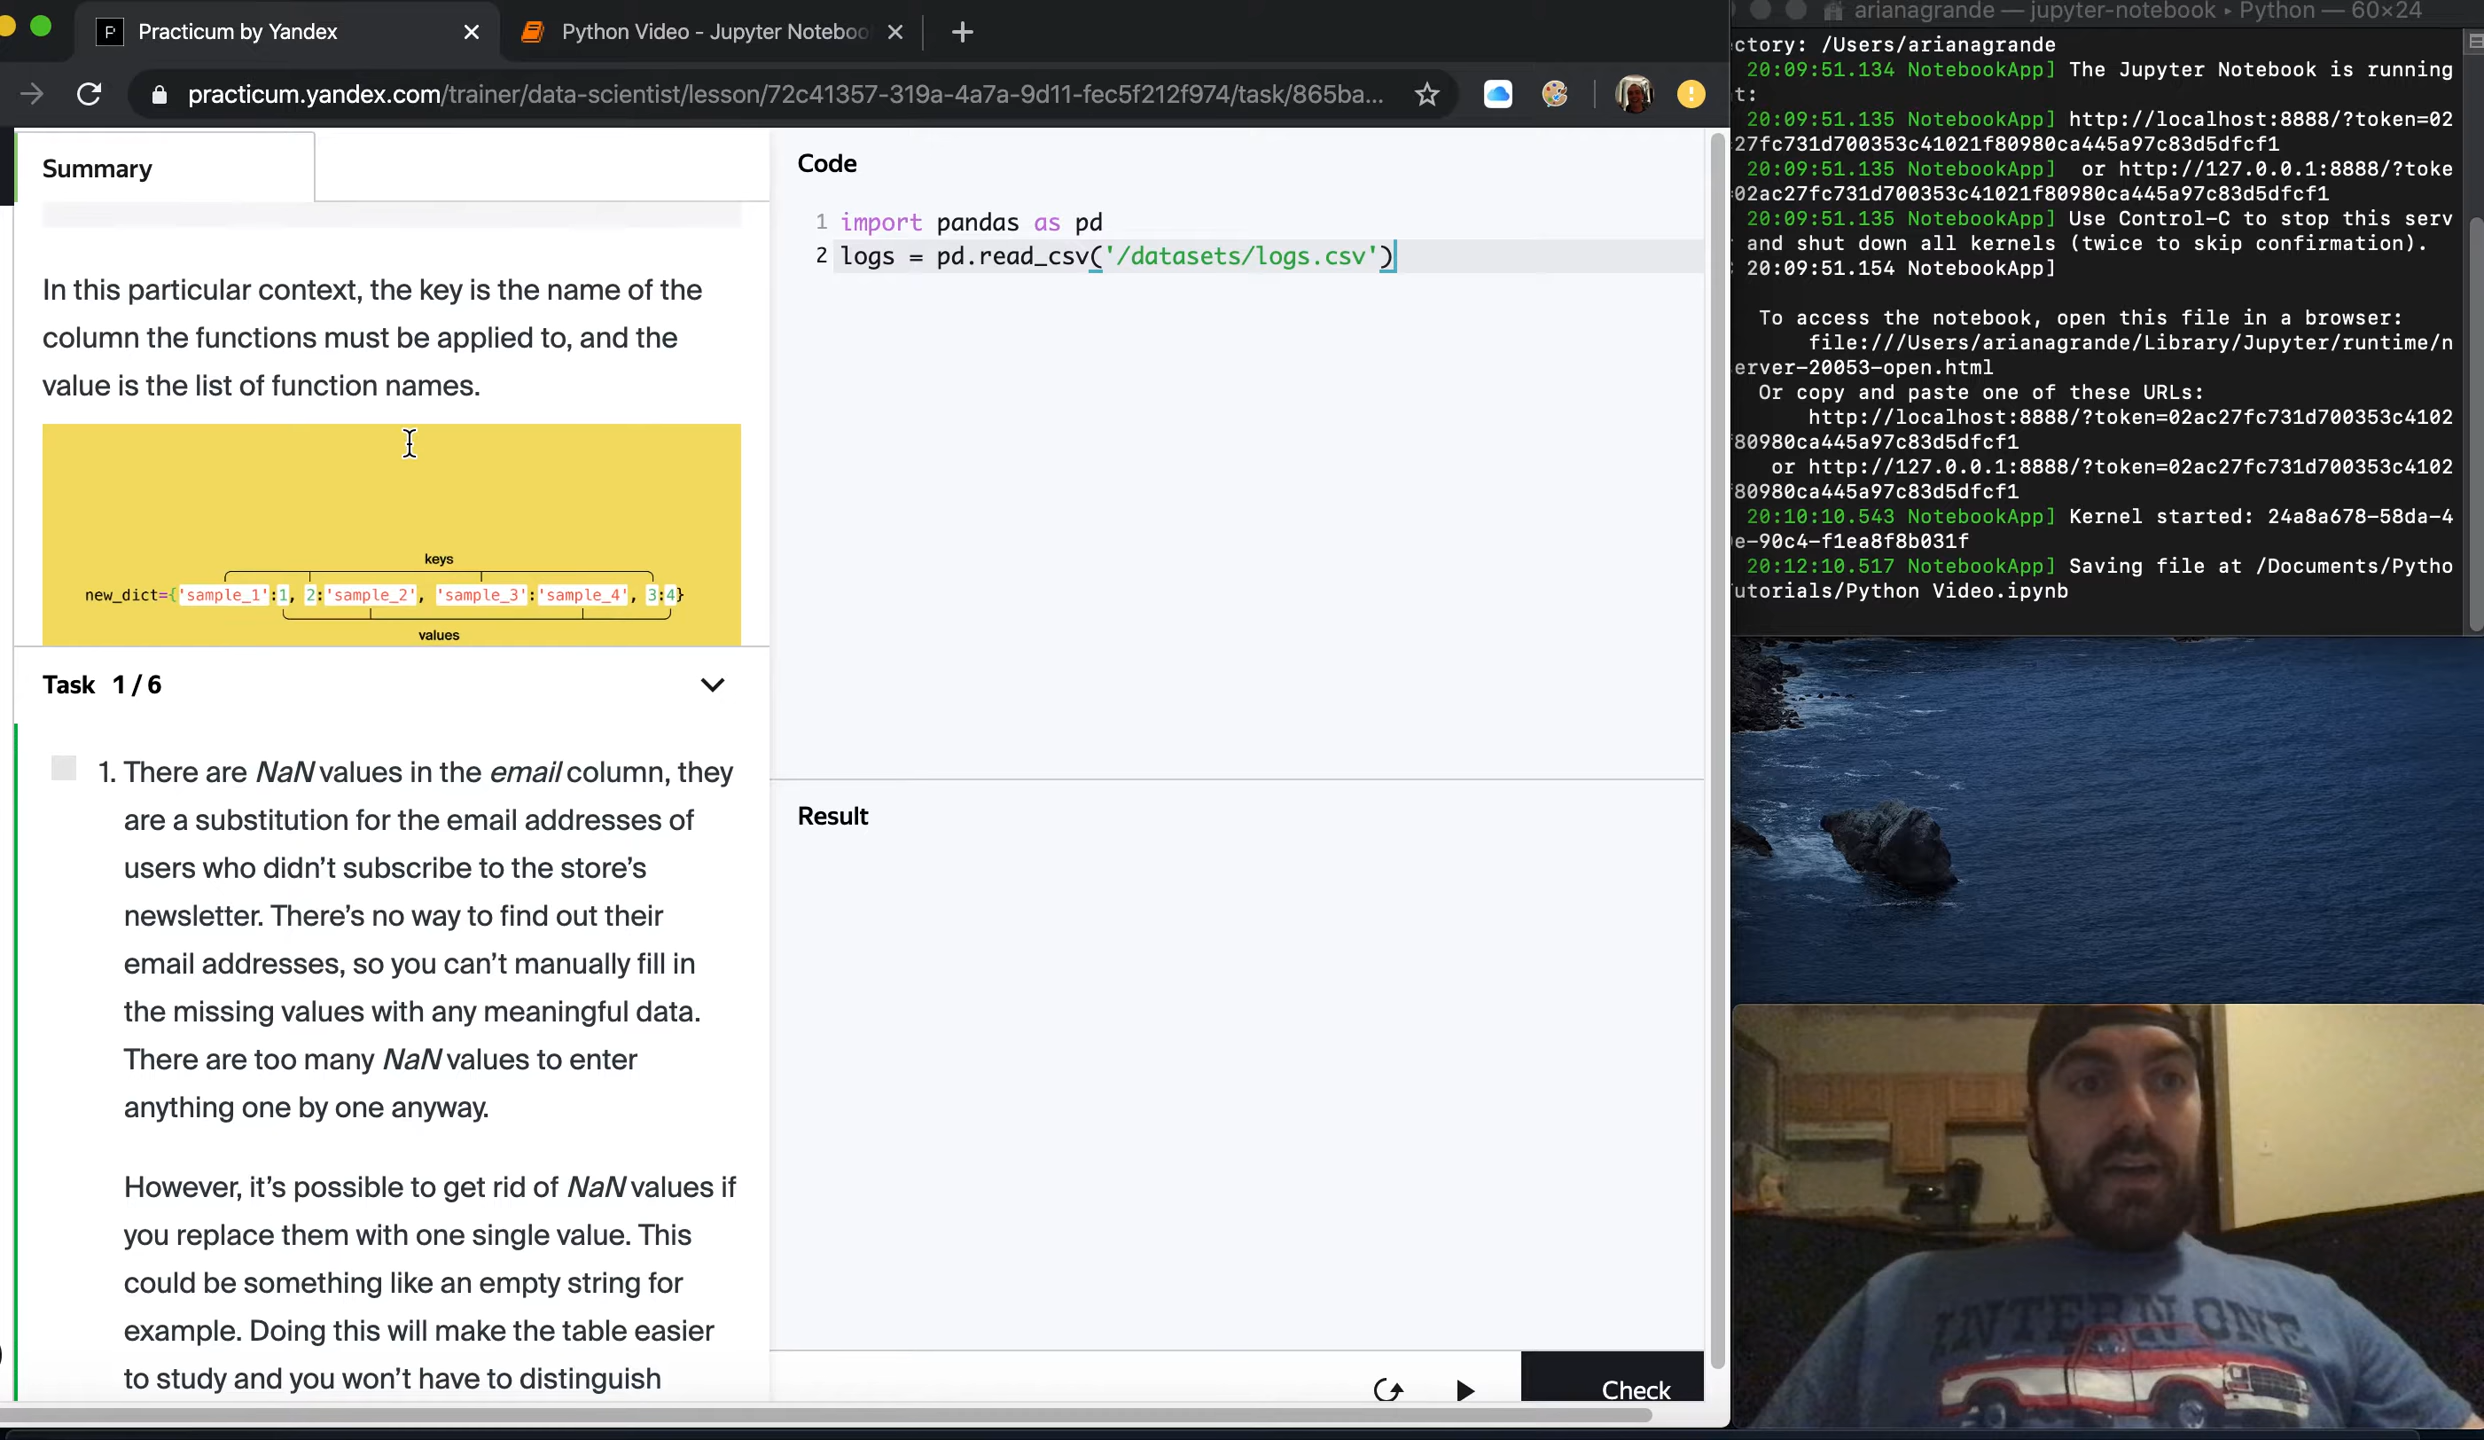 Practicum by Yandex
Python Video - Jupyter Noteboo
practicum.yandex.com/trainer/data-scientist/lesson/72c41357-319a-4a7a-9d11-fec5f212f974/task/865ba...
Summary
In this particular context, the key is the name of the
column the functions must be applied to, and the
value is the list of function names.
keys
new_dict={'sample_1':1, 2:'sample_2', 'sample_3':'sample_4', 3:4}
values
Task 1 / 6
1. There are NaN values in the email column, they
are a substitution for the email addresses of
users who didn't subscribe to the store's
newsletter. There's no way to find out their
email addresses, so you can't manually fill in
the missing values with any meaningful data.
There are too many NaN values to enter
anything one by one anyway.
However, it's possible to get rid of NaN values if
you replace them with one single value. This
could be something like an empty string for
example. Doing this will make the table easier
to study and you won't have to distinguish
Code
1 import pandas as pd
2 logs = pd.read_csv('/datasets/logs.csv')
Result
Check
arianagrande — jupyter-notebook ▸ Python — 60×24
ectory: /Users/arianagrande
20:09:51.134 NotebookApp] The Jupyter Notebook is running
t:
20:09:51.135 NotebookApp] http://localhost:8888/?token=02
27fc731d700353c41021f80980ca445a97c83d5dfcf1
20:09:51.135 NotebookApp]  or http://127.0.0.1:8888/?toke
=02ac27fc731d700353c41021f80980ca445a97c83d5dfcf1
20:09:51.135 NotebookApp] Use Control-C to stop this serv
and shut down all kernels (twice to skip confirmation).
20:09:51.154 NotebookApp]
To access the notebook, open this file in a browser:
file:///Users/arianagrande/Library/Jupyter/runtime/n
erver-20053-open.html
Or copy and paste one of these URLs:
http://localhost:8888/?token=02ac27fc731d700353c4102
f80980ca445a97c83d5dfcf1
or http://127.0.0.1:8888/?token=02ac27fc731d700353c4102
f80980ca445a97c83d5dfcf1
20:10:10.543 NotebookApp] Kernel started: 24a8a678-58da-4
e-90c4-f1ea8f8b031f
20:12:10.517 NotebookApp] Saving file at /Documents/Pytho
utorials/Python Video.ipynb
INTERN ONE